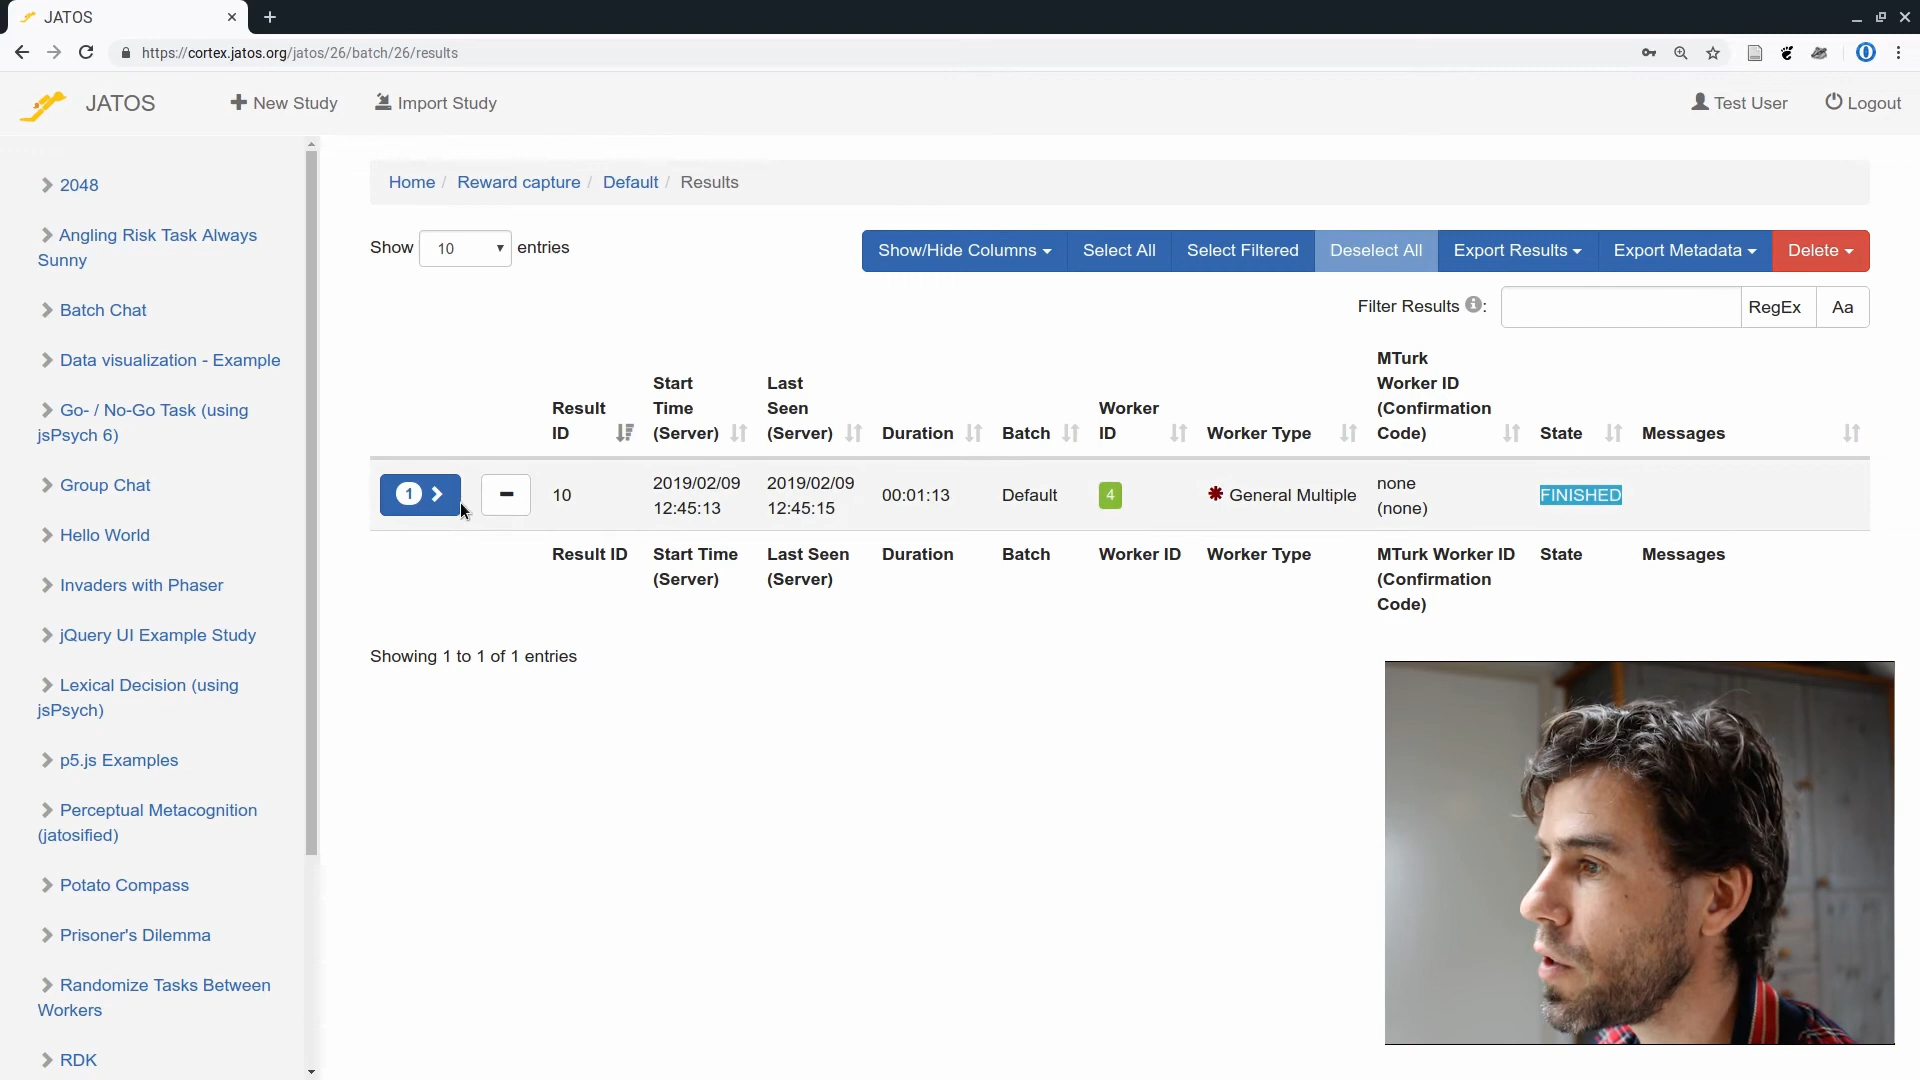 JATOS
https://cortex.jatos.org/jatos/26/batch/26/results
JATOS
New Study
Import Study
Test User
Logout
2048
Angling Risk Task Always
Sunny
Batch Chat
Data visualization - Example
Go- / No-Go Task (using
jsPsych 6)
Group Chat
Hello World
Invaders with Phaser
jQuery UI Example Study
Lexical Decision (using
jsPsych)
p5.js Examples
Perceptual Metacognition
(jatosified)
Potato Compass
Prisoner's Dilemma
Randomize Tasks Between
Workers
RDK
Home / Reward capture / Default / Results
Show 10 entries
Show/Hide Columns
Select All
Select Filtered
Deselect All
Export Results
Export Metadata
Delete
Filter Results :
RegEx
Aa
Result
ID
Start
Time
(Server)
Last
Seen
(Server)
Duration
Batch
Worker
ID
Worker Type
MTurk
Worker ID
(Confirmation
Code)
State
Messages
1
10
2019/02/09
12:45:13
2019/02/09
12:45:15
00:01:13
Default
4
General Multiple
none
(none)
FINISHED
Result ID
Start Time
(Server)
Last Seen
(Server)
Duration
Batch
Worker ID
Worker Type
MTurk Worker ID
(Confirmation
Code)
State
Messages
Showing 1 to 1 of 1 entries